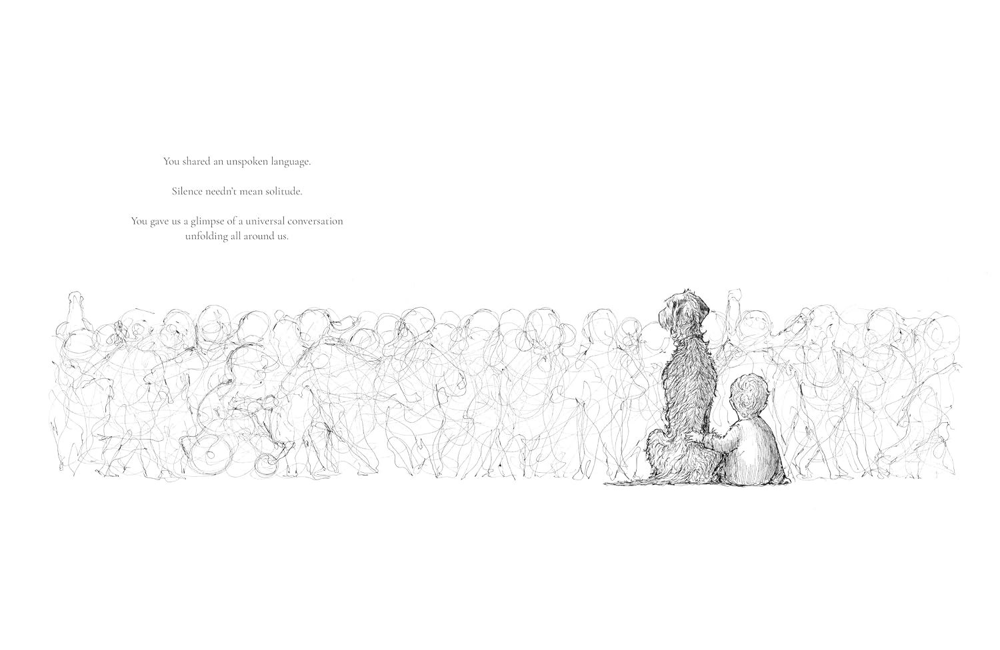 You shared an unspoken language.
Silence needn't mean solitude.
You gave us a glimpse of a universal conversation
unfolding all around us.